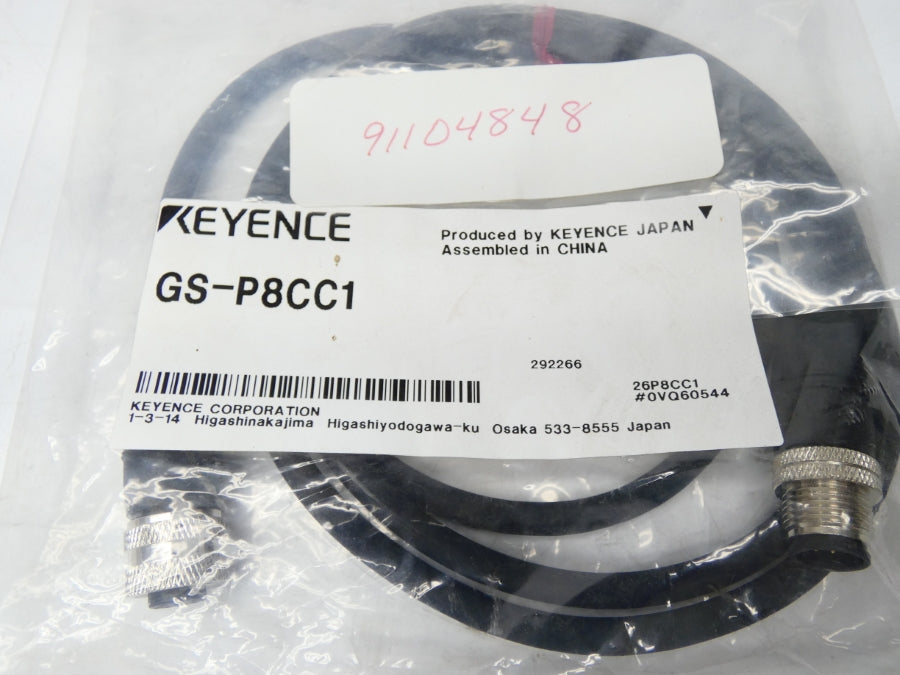 91104848
KEYENCE
Produced by KEYENCE JAPAN
Assembled in CHINA
GS-P8CC1
292266
26P8CC1
#0VQ60544
KEYENCE CORPORATION
1-3-14 Higashinakajima Higashiyodogawa-ku Osaka 533-8555 Japan